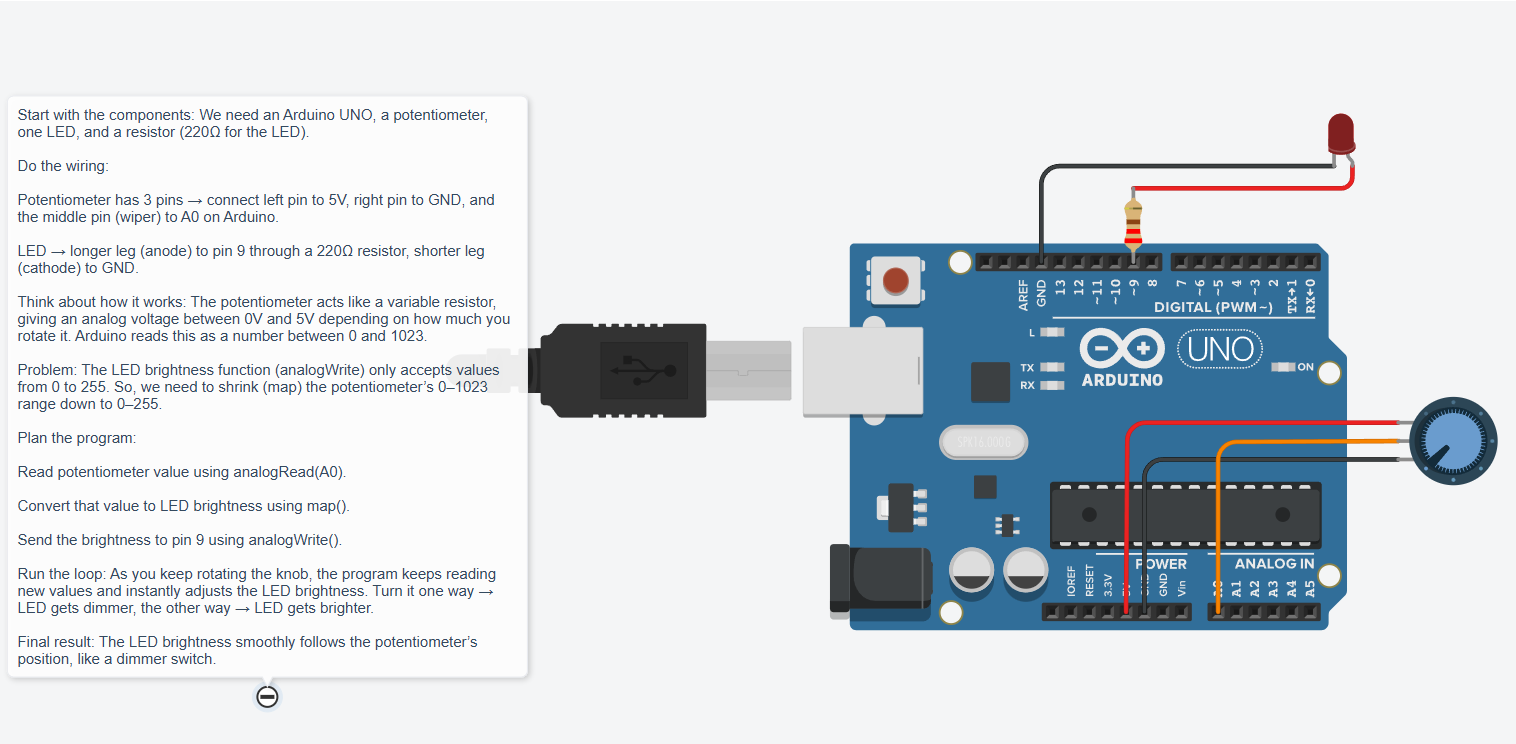 Start with the components: We need an Arduino UNO, a potentiometer,
one LED, and a resistor (220Ω for the LED).
Do the wiring:
Potentiometer has 3 pins → connect left pin to 5V, right pin to GND, and
the middle pin (wiper) to A0 on Arduino.
LED → longer leg (anode) to pin 9 through a 220Ω resistor, shorter leg
(cathode) to GND.
Think about how it works: The potentiometer acts like a variable resistor,
giving an analog voltage between 0V and 5V depending on how much you
rotate it. Arduino reads this as a number between 0 and 1023.
Problem: The LED brightness function (analogWrite) only accepts values
from 0 to 255. So, we need to shrink (map) the potentiometer’s 0–1023
range down to 0–255.
Plan the program:
Read potentiometer value using analogRead(A0).
Convert that value to LED brightness using map().
Send the brightness to pin 9 using analogWrite().
Run the loop: As you keep rotating the knob, the program keeps reading
new values and instantly adjusts the LED brightness. Turn it one way →
LED gets dimmer, the other way → LED gets brighter.
Final result: The LED brightness smoothly follows the potentiometer’s
position, like a dimmer switch.
AREF
GND
13
12
~11
~10
~9
8
7
~6
~5
4
~3
2
TX→1
RX←0
DIGITAL (PWM~)
L
TX
RX
UNO
ON
ARDUINO
SPK16.000G
POWER
ANALOG IN
IOREF
RESET
3.3V
GND
Vin
A1
A2
A3
A4
A5